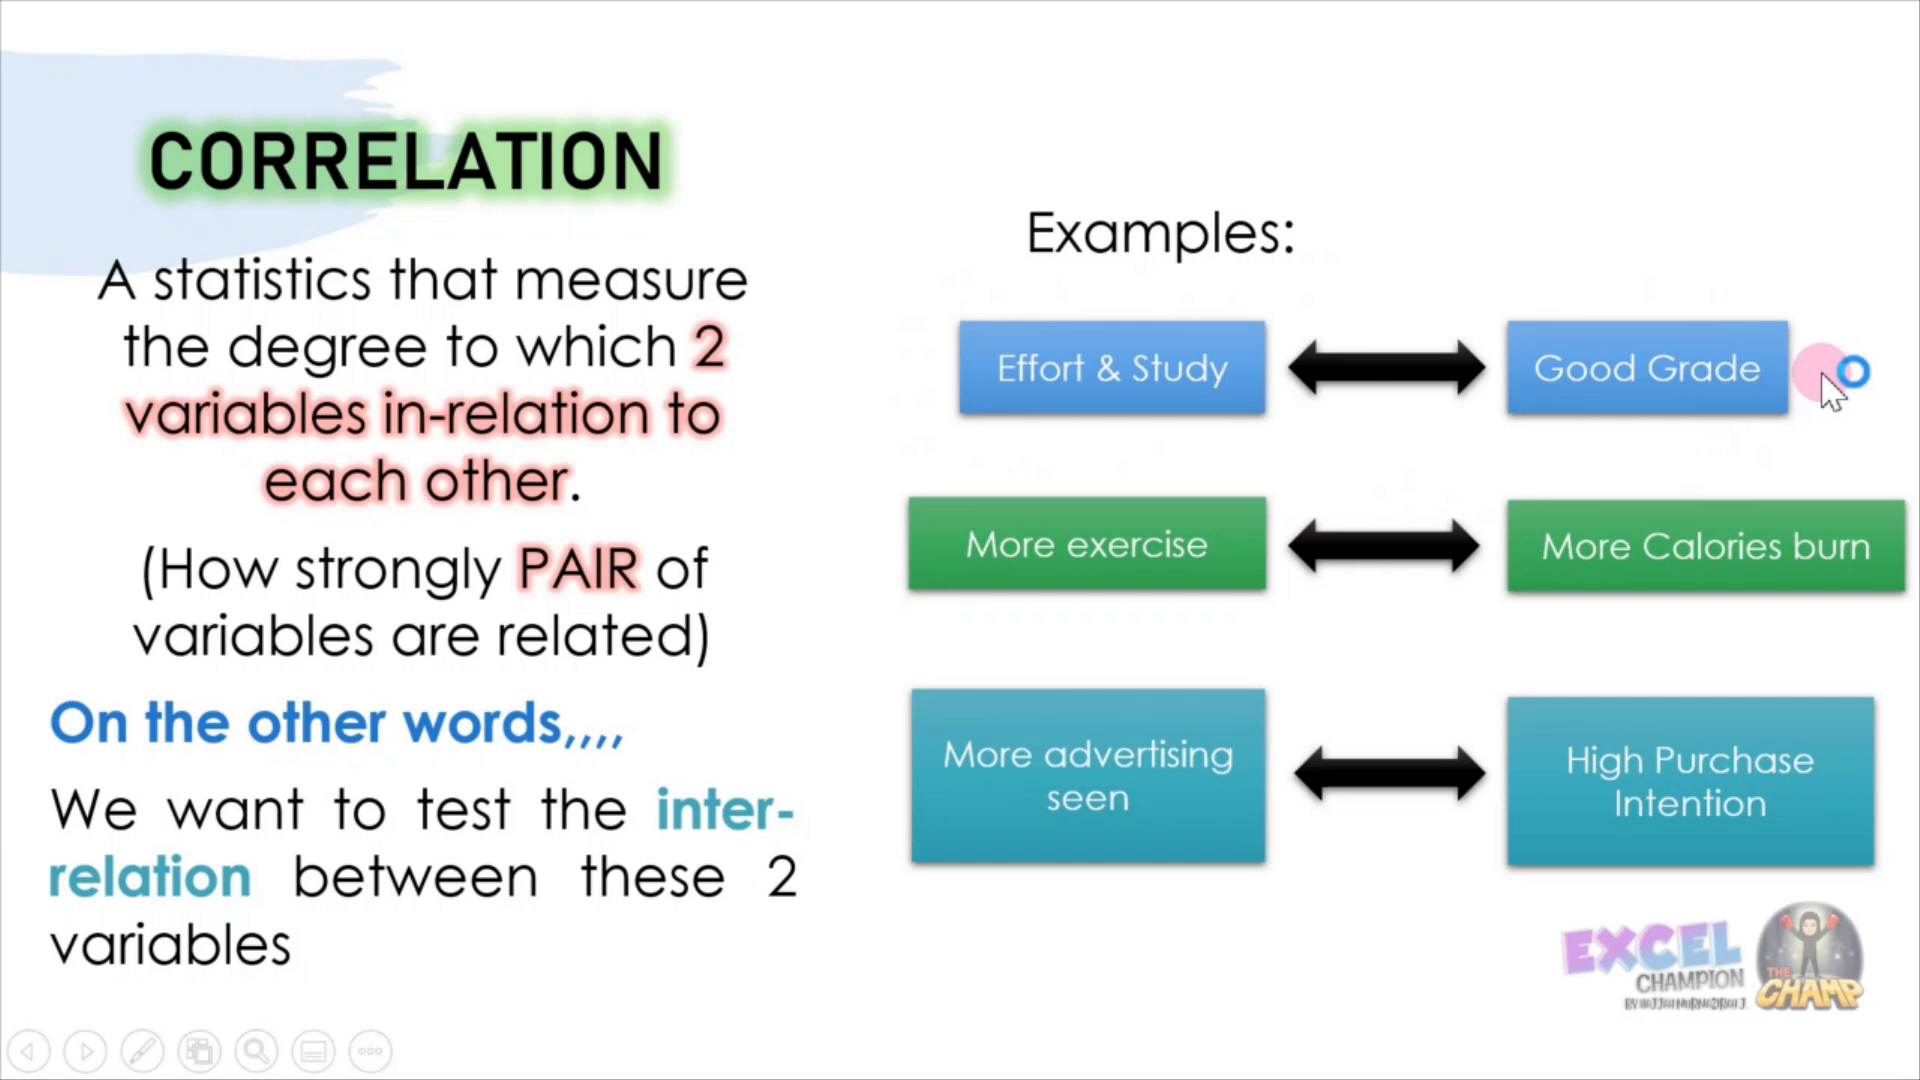 CORRELATION
A statistics that measure
the degree to which 2
variables in-relation to
each other.
(How strongly PAIR of
variables are related)
On the other words,,,,
We want to test the inter-
relation between these 2
variables
Examples:
Effort & Study
Good Grade
More exercise
More Calories burn
More advertising
seen
High Purchase
Intention
EXCEL
CHAMPION
THE
CHAMP